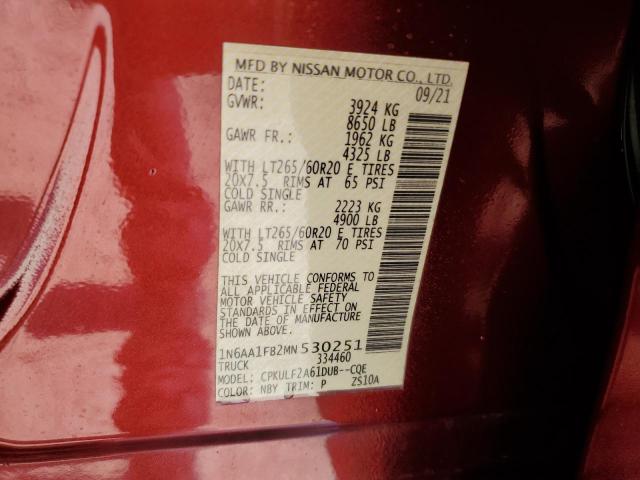 MFD BY NISSAN MOTOR CO., LTD.
DATE: 09/21
GVWR: 3924 KG
8650 LB
GAWR FR.: 1962 KG
4325 LB
WITH LT265/60R20 E TIRES
20X7.5 RIMS AT 65 PSI
COLD SINGLE
GAWR RR.: 2223 KG
4900 LB
WITH LT265/60R20 E TIRES
20X7.5 RIMS AT 70 PSI
COLD SINGLE
THIS VEHICLE CONFORMS TO
ALL APPLICABLE FEDERAL
MOTOR VEHICLE SAFETY
STANDARDS IN EFFECT ON
THE DATE OF MANUFACTURE
SHOWN ABOVE.
1N6AA1FB2MN530251
TRUCK 334460
MODEL: CPKULF2A61DUB--CQE
COLOR: NBY TRIM: P ZS10A